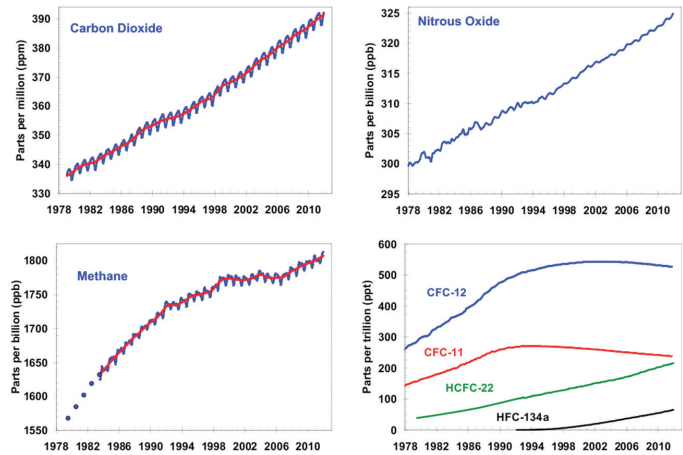 Carbon Dioxide
Parts per million (ppm)
390
380
370
360
350
340
330
1978 1982 1986 1990 1994 1998 2002 2006 2010
Nitrous Oxide
Parts per billion (ppb)
325
320
315
310
305
300
295
1978 1982 1986 1990 1994 1998 2002 2006 2010
Methane
Parts per billion (ppb)
1800
1750
1700
1650
1600
1550
1978 1982 1986 1990 1994 1998 2002 2006 2010
Parts per trillion (ppt)
600
500
400
300
200
100
0
CFC-12
CFC-11
HCFC-22
HFC-134a
1978 1982 1986 1990 1994 1998 2002 2006 2010